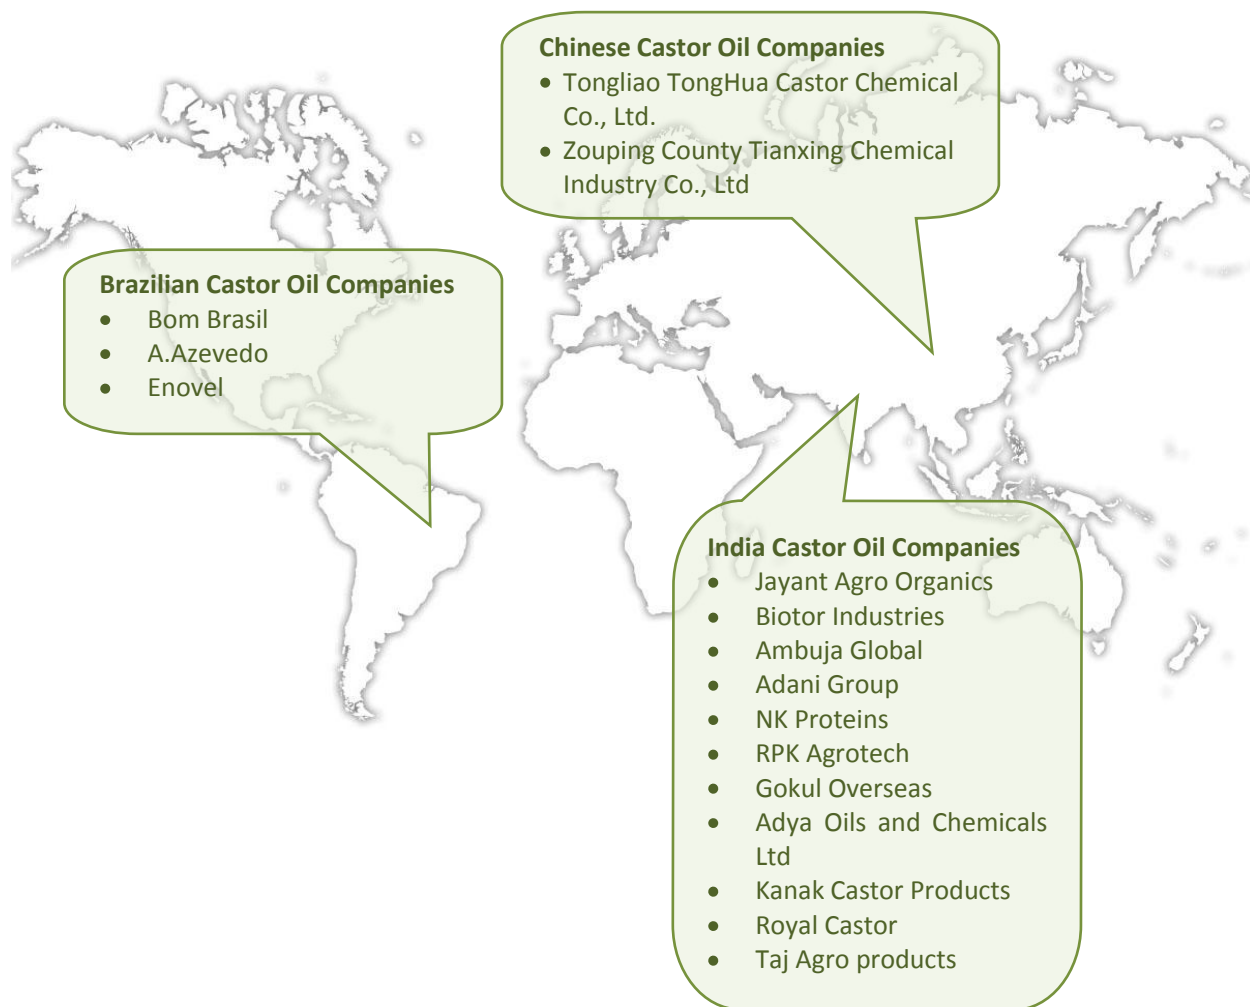 Chinese Castor Oil Companies
• Tongliao TongHua Castor Chemical
Co., Ltd.
• Zouping County Tianxing Chemical
Industry Co., Ltd
Brazilian Castor Oil Companies
• Bom Brasil
• A.Azevedo
• Enovel
India Castor Oil Companies
• Jayant Agro Organics
• Biotor Industries
• Ambuja Global
• Adani Group
• NK Proteins
• RPK Agrotech
• Gokul Overseas
• Adya Oils and Chemicals
Ltd
• Kanak Castor Products
• Royal Castor
• Taj Agro products